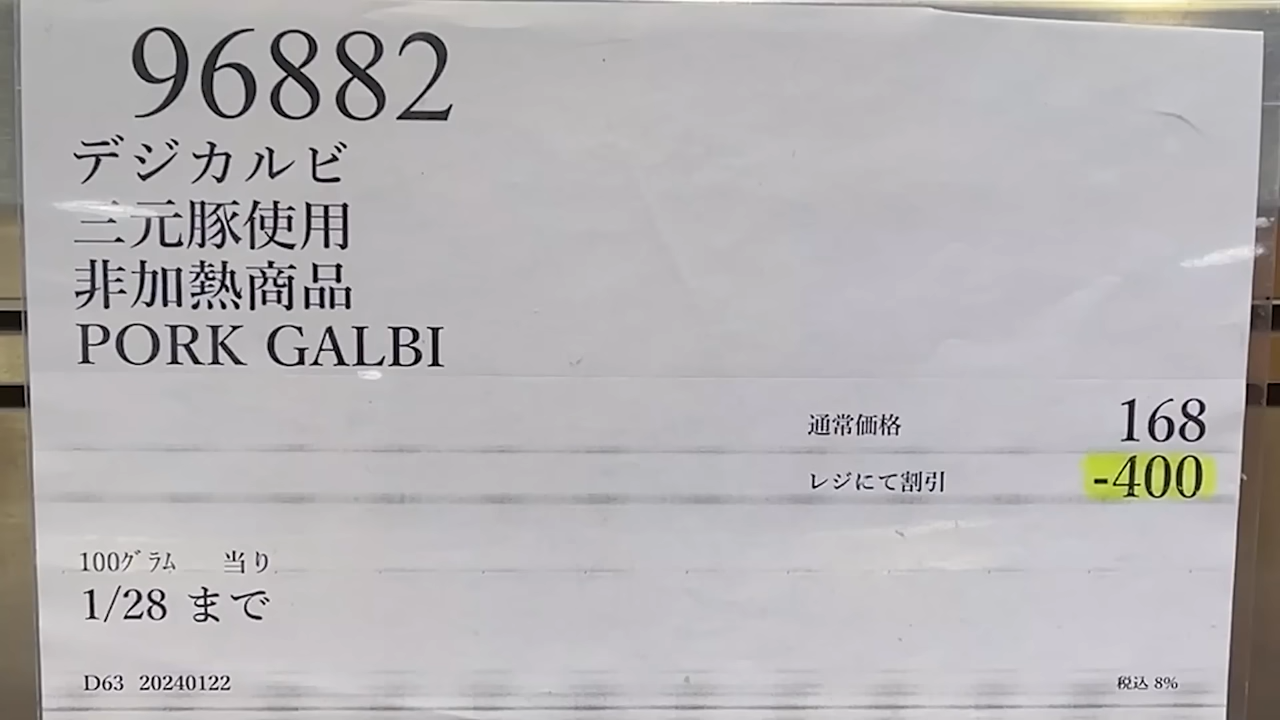 96882
デジカルビ
三元豚使用
非加熱商品
PORK GALBI
通常価格 168
レジにて割引 -400
100ｸﾞﾗﾑ 当り
1/28 まで
D63 20240122 税込 8%